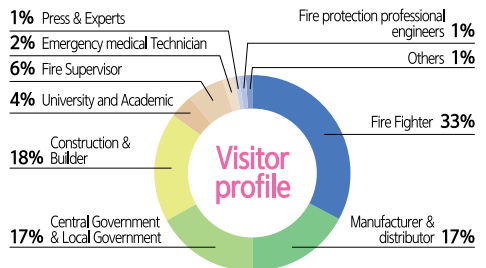 1% Press & Experts
2% Emergency medical Technician
6% Fire Supervisor
4% University and Academic
18% Construction &
Builder
17% Central Government
& Local Government
Visitor
profile
Fire protection professional
engineers 1%
Others 1%
Fire Fighter 33%
Manufacturer &
distributor 17%